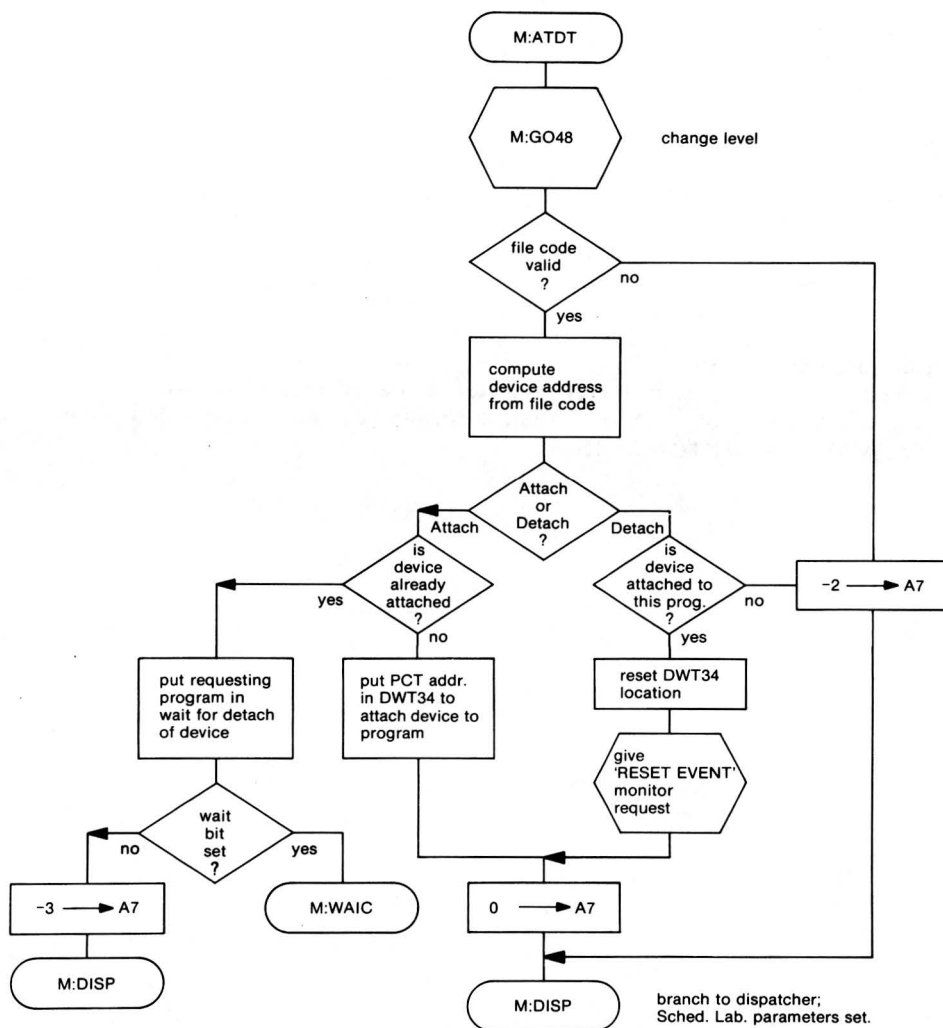 M:ATDT
M:GO48
change level
file code
valid
?
no
yes
compute
device address
from file code
Attach
or
Detach
?
Attach
Detach
is
device
already
attached
?
yes
no
is
device
attached to
this prog.
?
no
yes
-2 → A7
put requesting
program in
wait for detach
of device
put PCT addr.
in DWT34 to
attach device to
program
reset DWT34
location
give
'RESET EVENT'
monitor
request
wait
bit
set
?
no
yes
-3 → A7
M:WAIC
0 → A7
M:DISP
M:DISP
branch to dispatcher;
Sched. Lab. parameters set.